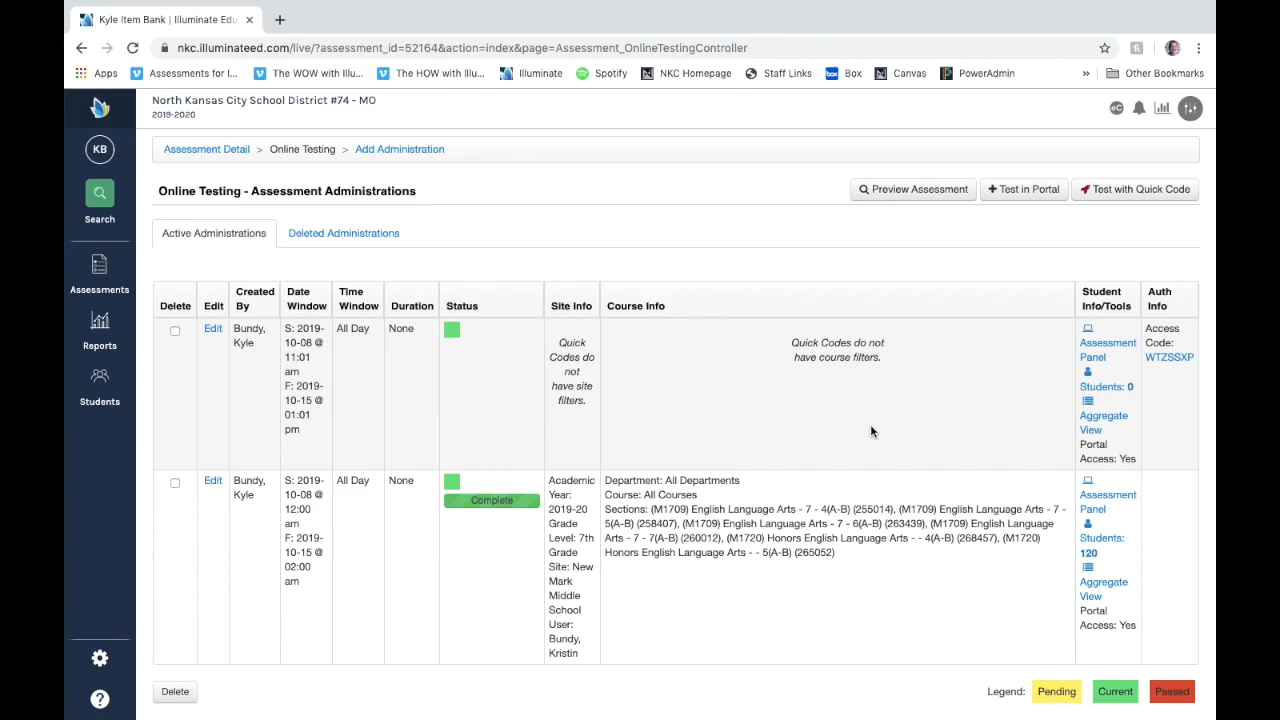 Kyle Item Bank | Illuminate Edu
nkc.illuminateed.com/live/?assessment_id=52164&action=index&page=Assessment_OnlineTestingController
Apps
Assessments for I...
The WOW with Illu...
The HOW with Illu...
Illuminate
Spotify
NKC Homepage
Staff Links
Box
Canvas
PowerAdmin
»
Other Bookmarks
North Kansas City School District #74 - MO
2019-2020
eC
KB
Search
Assessments
Reports
Students
Assessment Detail > Online Testing > Add Administration
Online Testing - Assessment Administrations
Preview Assessment
Test in Portal
Test with Quick Code
Active Administrations
Deleted Administrations
Delete
Edit
Created
By
Date
Window
Time
Window
Duration
Status
Site Info
Course Info
Student
Info/Tools
Auth
Info
Edit
Bundy,
Kyle
S: 2019-
10-08 @
11:01
am
F: 2019-
10-15 @
01:01
pm
All Day
None
Quick
Codes do
not
have site
filters.
Quick Codes do not
have course filters.
Assessment
Panel
Students: 0
Aggregate
View
Portal
Access: Yes
Access
Code:
WTZSSXP
Edit
Bundy,
Kyle
S: 2019-
10-08 @
12:00
am
F: 2019-
10-15 @
02:00
am
All Day
None
Complete
Academic
Year:
2019-20
Grade
Level: 7th
Grade
Site: New
Mark
Middle
School
User:
Bundy,
Kristin
Department: All Departments
Course: All Courses
Sections: (M1709) English Language Arts - 7 - 4(A-B) (255014), (M1709) English Language Arts - 7 -
5(A-B) (258407), (M1709) English Language Arts - 7 - 6(A-B) (263439), (M1709) English Language
Arts - 7 - 7(A-B) (260012), (M1720) Honors English Language Arts - - 4(A-B) (268457), (M1720)
Honors English Language Arts - - 5(A-B) (265052)
Assessment
Panel
Students:
120
Aggregate
View
Portal
Access: Yes
Delete
Legend:
Pending
Current
Passed